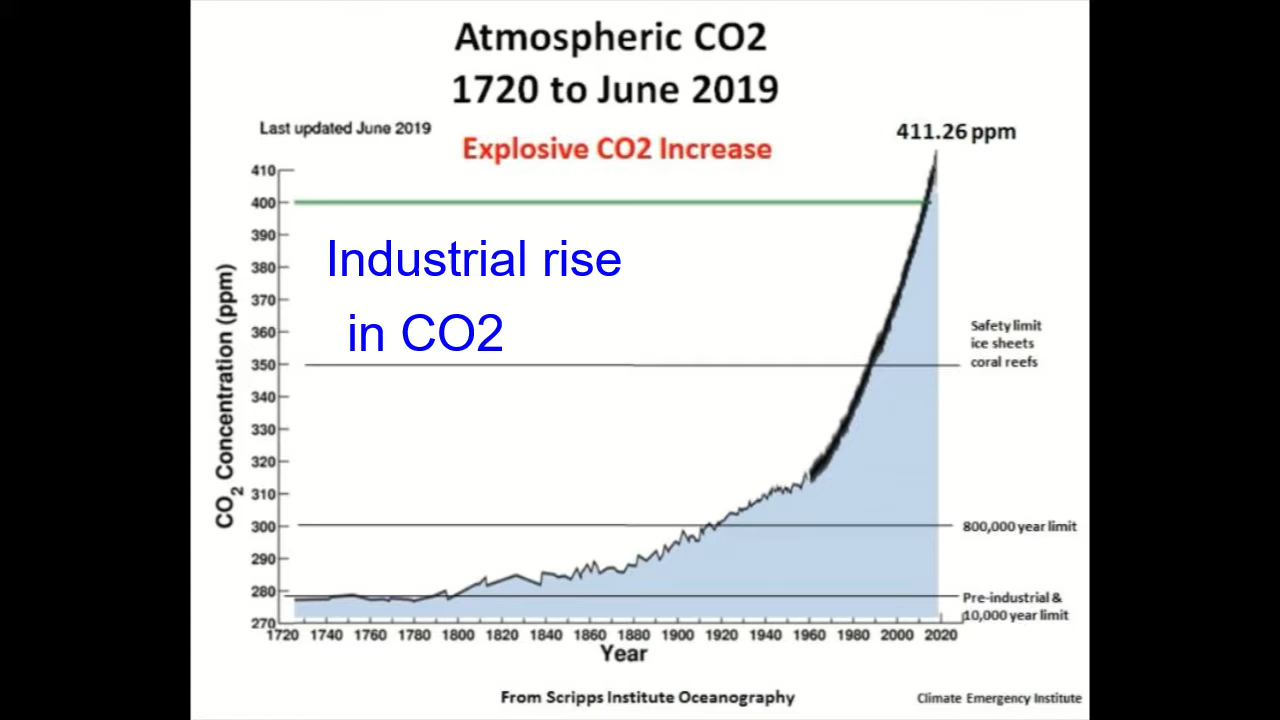 Atmospheric CO2
1720 to June 2019
Last updated June 2019
Explosive CO2 Increase
411.26 ppm
410
400
390
380
370
360
350
340
330
320
310
300
290
280
270
CO2 Concentration (ppm)
Industrial rise
in CO2
Safety limit
ice sheets
coral reefs
800,000 year limit
Pre-industrial &
10,000 year limit
1720 1740 1760 1780 1800 1820 1840 1860 1880 1900 1920 1940 1960 1980 2000 2020
Year
From Scripps Institute Oceanography
Climate Emergency Institute